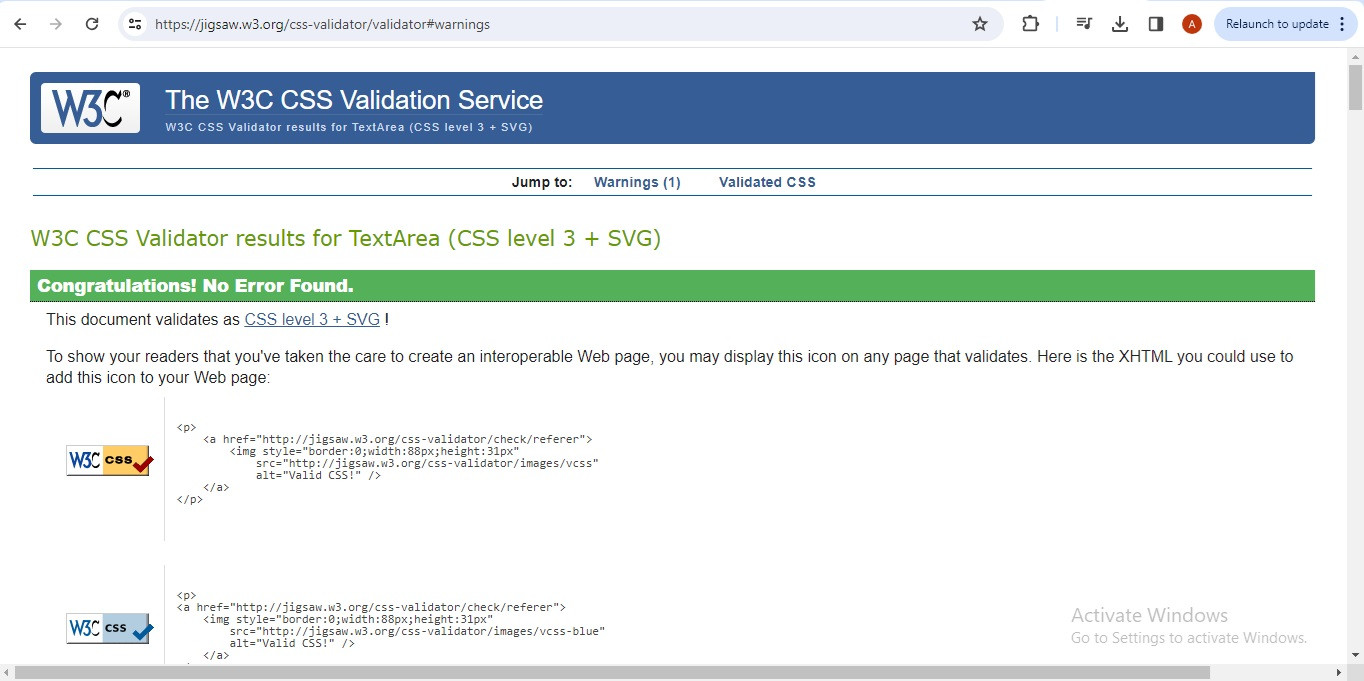 https://jigsaw.w3.org/css-validator/validator#warnings
A
Relaunch to update
W3C®
The W3C CSS Validation Service
W3C CSS Validator results for TextArea (CSS level 3 + SVG)
Jump to: Warnings (1) Validated CSS
W3C CSS Validator results for TextArea (CSS level 3 + SVG)
Congratulations! No Error Found.
This document validates as CSS level 3 + SVG !
To show your readers that you've taken the care to create an interoperable Web page, you may display this icon on any page that validates. Here is the XHTML you could use to
add this icon to your Web page:
W3C css
<p>
<a href="http://jigsaw.w3.org/css-validator/check/referer">
<img style="border:0;width:88px;height:31px"
src="http://jigsaw.w3.org/css-validator/images/vcss"
alt="Valid CSS!" />
</a>
</p>
W3C css
<p>
<a href="http://jigsaw.w3.org/css-validator/check/referer">
<img style="border:0;width:88px;height:31px"
src="http://jigsaw.w3.org/css-validator/images/vcss-blue"
alt="Valid CSS!" />
</a>
Activate Windows
Go to Settings to activate Windows.